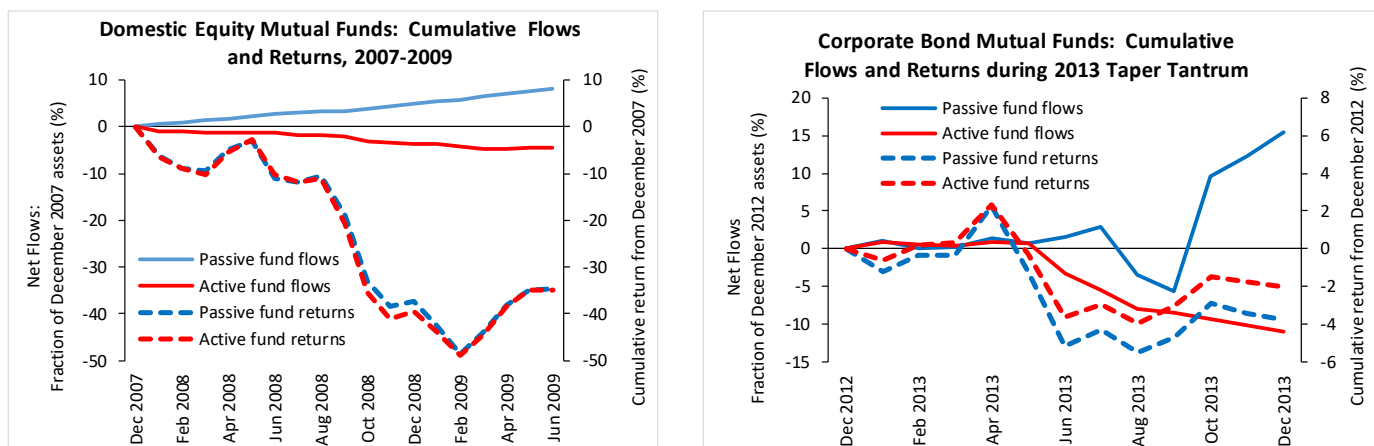 Domestic Equity Mutual Funds:  Cumulative Flows
and Returns, 2007-2009
Net Flows:
Fraction of December 2007 assets (%)
10
0
-10
-20
-30
-40
-50
Passive fund flows
Active fund flows
Passive fund returns
Active fund returns
10
0
-10
-20
-30
-40
-50
Cumulative return from December 2007 (%)
Dec 2007
Feb 2008
Apr 2008
Jun 2008
Aug 2008
Oct 2008
Dec 2008
Feb 2009
Apr 2009
Jun 2009
Corporate Bond Mutual Funds:  Cumulative
Flows and Returns during 2013 Taper Tantrum
Net Flows
Fraction of December 2012 assets (%)
20
15
10
5
0
-5
-10
-15
Passive fund flows
Active fund flows
Passive fund returns
Active fund returns
8
6
4
2
0
-2
-4
-6
Cumulative return from December 2012 (%)
Dec 2012
Feb 2013
Apr 2013
Jun 2013
Aug 2013
Oct 2013
Dec 2013